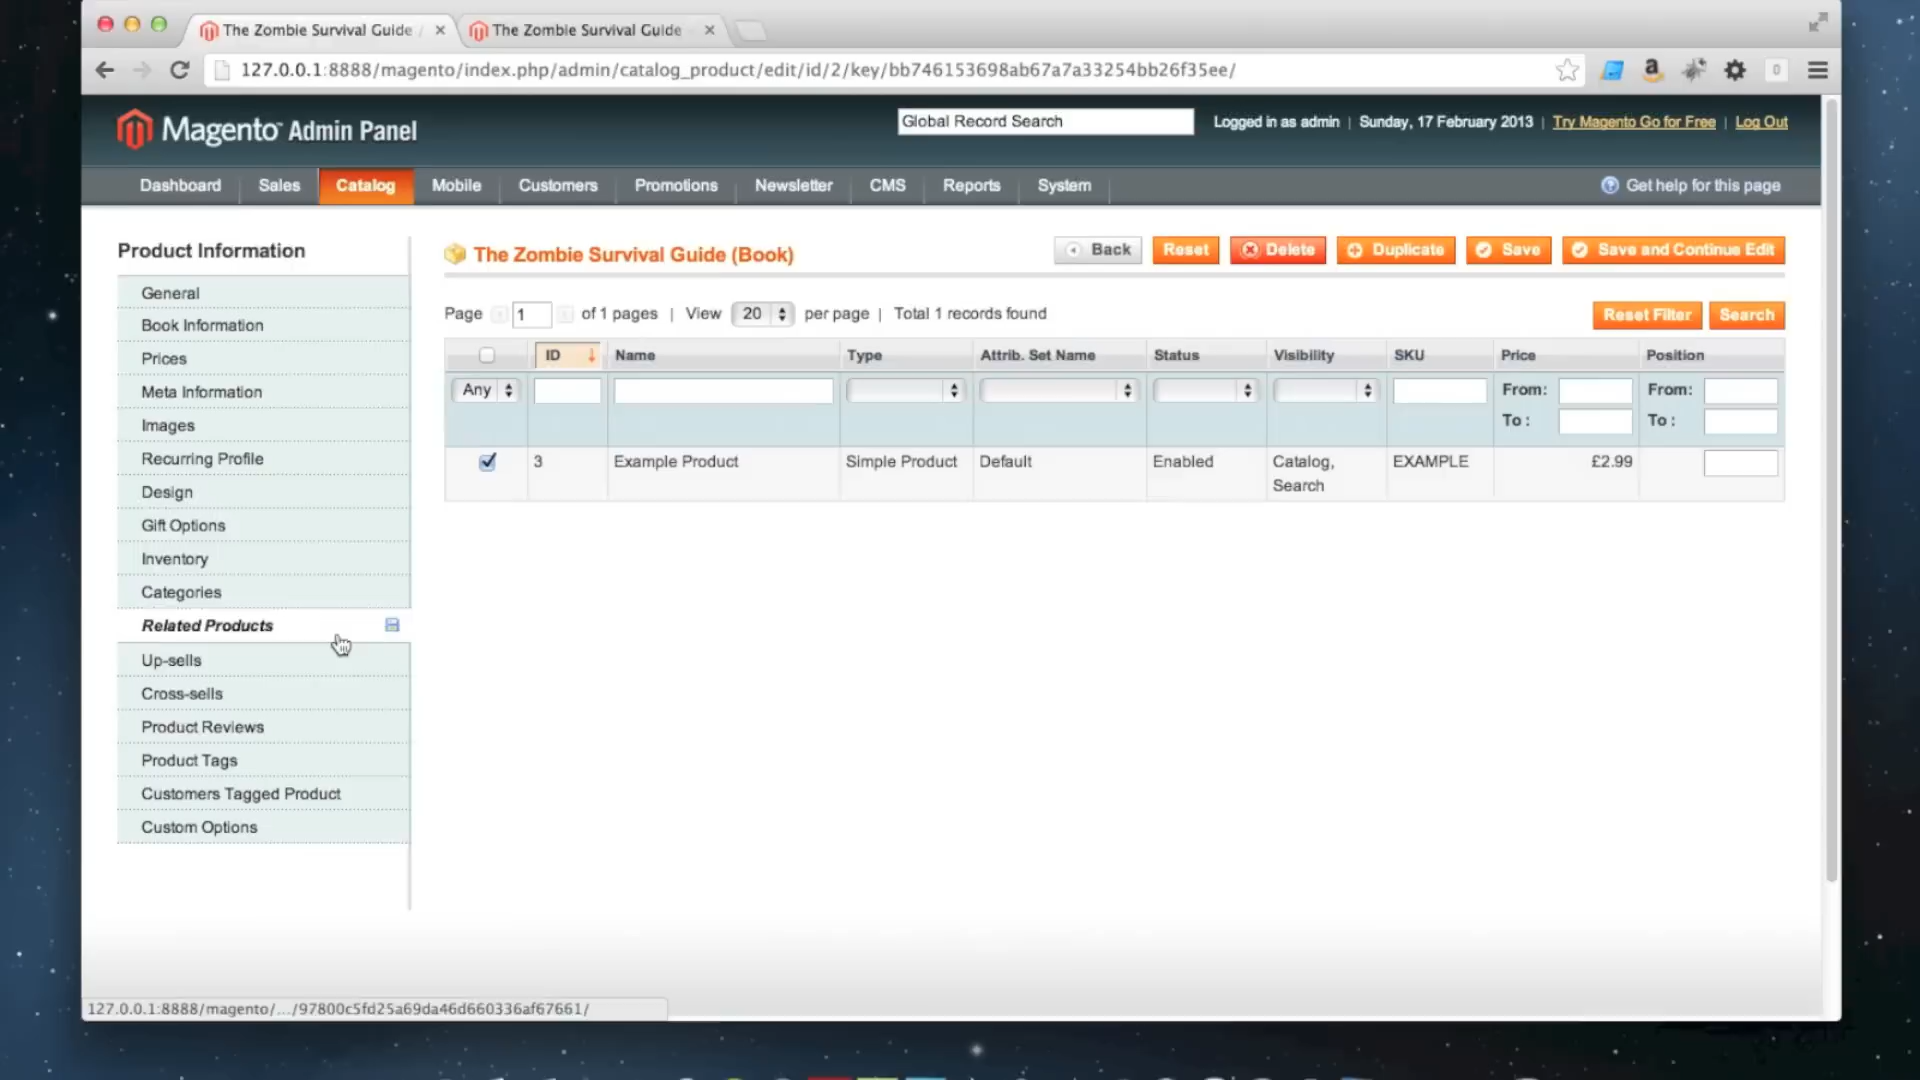 The Zombie Survival Guide /
The Zombie Survival Guide
127.0.0.1:8888/magento/index.php/admin/catalog_product/edit/id/2/key/bb746153698ab67a7a33254bb26f35ee/
0
Magento Admin Panel
Global Record Search
Logged in as admin | Sunday, 17 February 2013 | Try Magento Go for Free | Log Out
Dashboard Sales Catalog Mobile Customers Promotions Newsletter CMS Reports System
Get help for this page
Product Information
General
Book Information
Prices
Meta Information
Images
Recurring Profile
Design
Gift Options
Inventory
Categories
Related Products
Up-sells
Cross-sells
Product Reviews
Product Tags
Customers Tagged Product
Custom Options
The Zombie Survival Guide (Book)
Back Reset Delete Duplicate Save Save and Continue Edit
Page 1 of 1 pages | View 20 per page | Total 1 records found
Reset Filter Search
ID Name Type Attrib. Set Name Status Visibility SKU Price Position
Any From: From:
To : To :
3 Example Product Simple Product Default Enabled Catalog, EXAMPLE £2.99
Search
127.0.0.1:8888/magento/.../97800c5fd25a69da46d660336af67661/